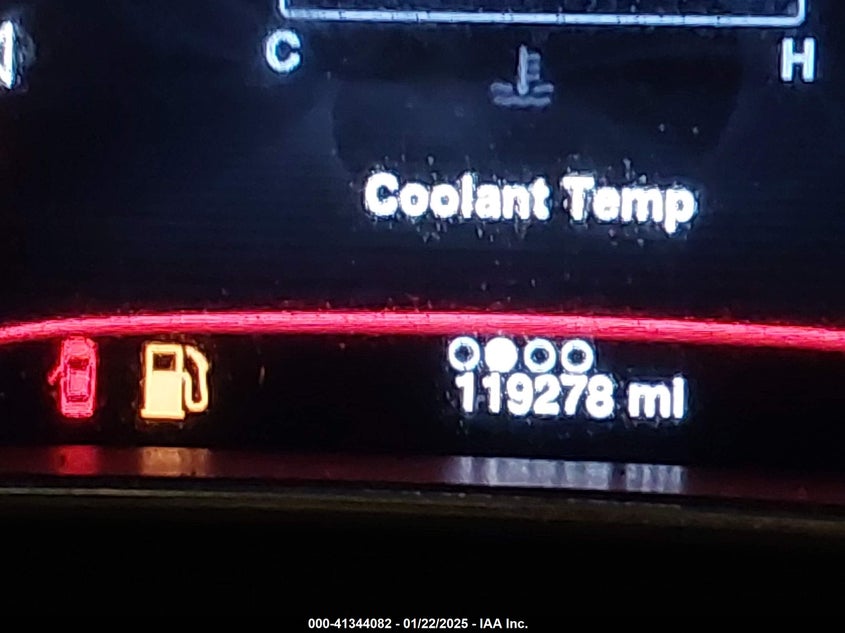 C H
Coolant Temp
119278 mi
000-41344082 - 01/22/2025 - IAA Inc.